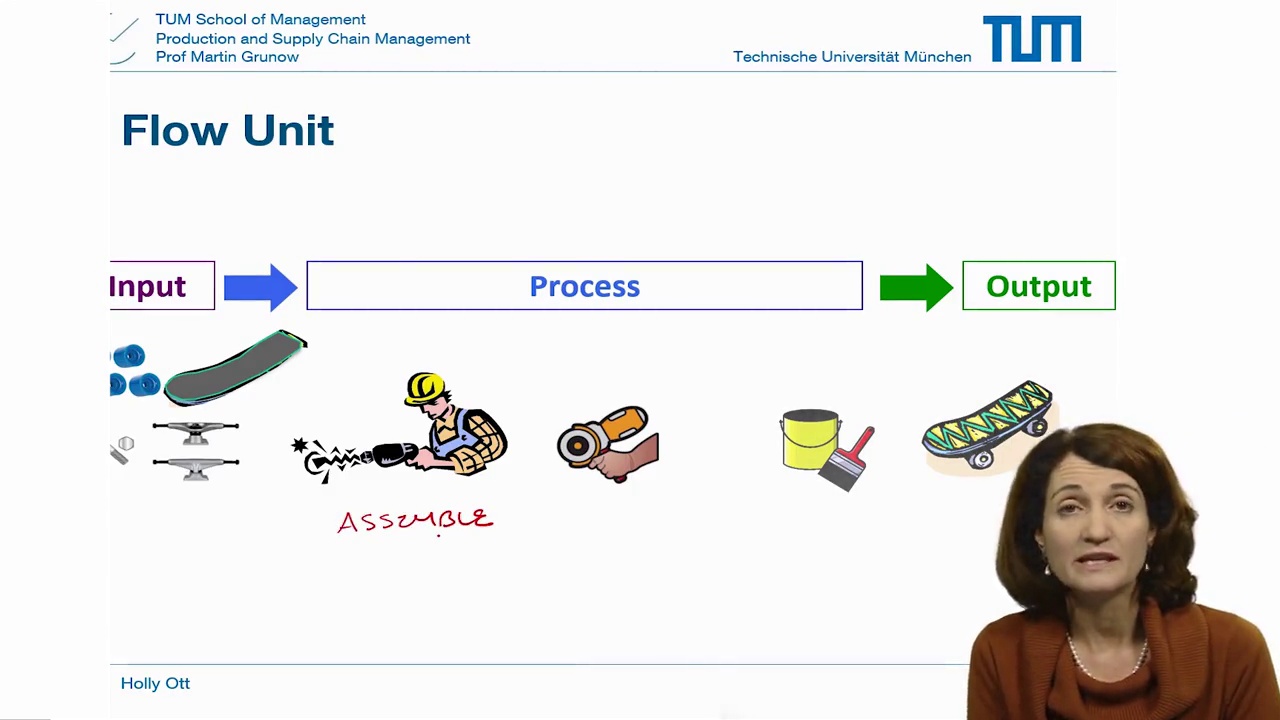 TUM School of Management
Production and Supply Chain Management
Prof Martin Grunow
Technische Universität München
TUM
Flow Unit
Input
Process
Output
ASSEMBLE
Holly Ott